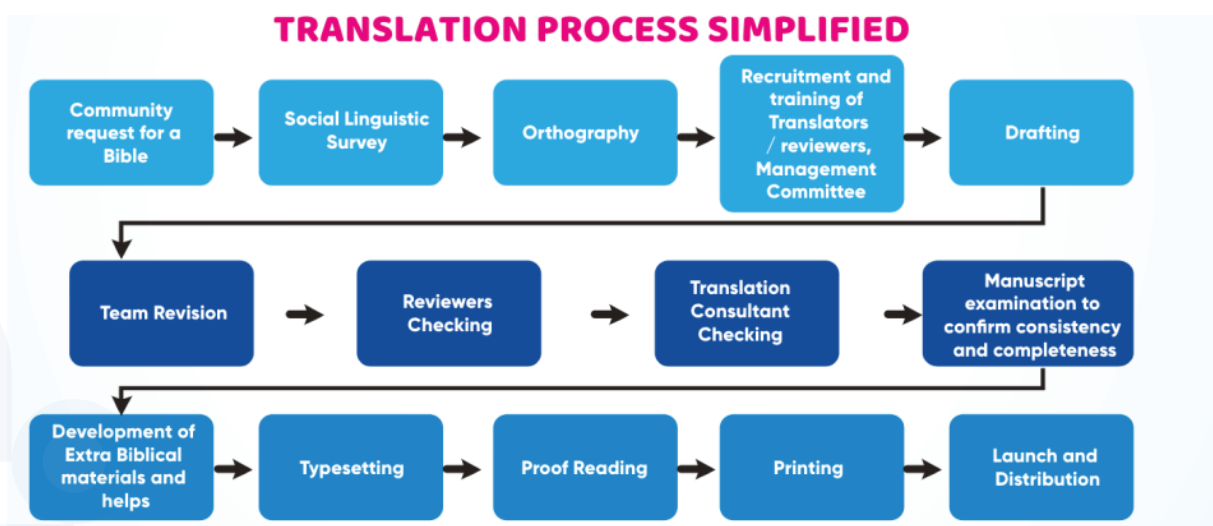 TRANSLATION PROCESS SIMPLIFIED
Community
request for a
Bible
Social Linguistic
Survey
Orthography
Recruitment and
training of
Translators
/ reviewers,
Management
Committee
Drafting
Team Revision
Reviewers
Checking
Translation
Consultant
Checking
Manuscript
examination to
confirm consistency
and completeness
Development of
Extra Biblical
materials and
helps
Typesetting
Proof Reading
Printing
Launch and
Distribution